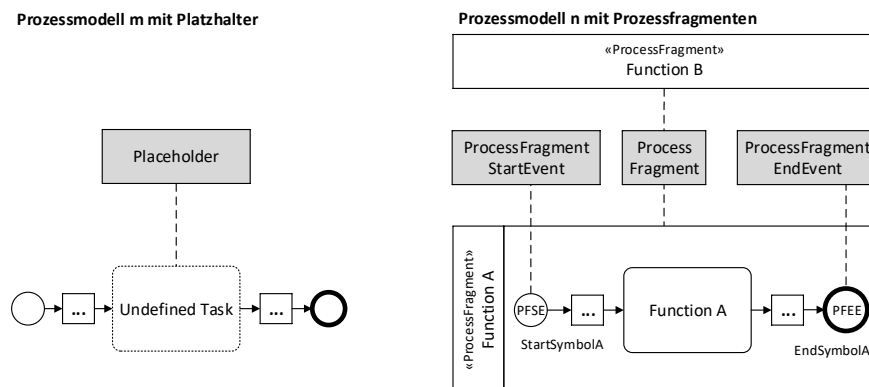 Prozessmodell m mit Platzhalter
Prozessmodell n mit Prozessfragmenten
«ProcessFragment»
Function B
Placeholder
ProcessFragment
StartEvent
Process
Fragment
ProcessFragment
EndEvent
...
Undefined Task
...
«ProcessFragment»
Function A
PFSE
...
Function A
...
PFEE
StartSymbolA
EndSymbolA